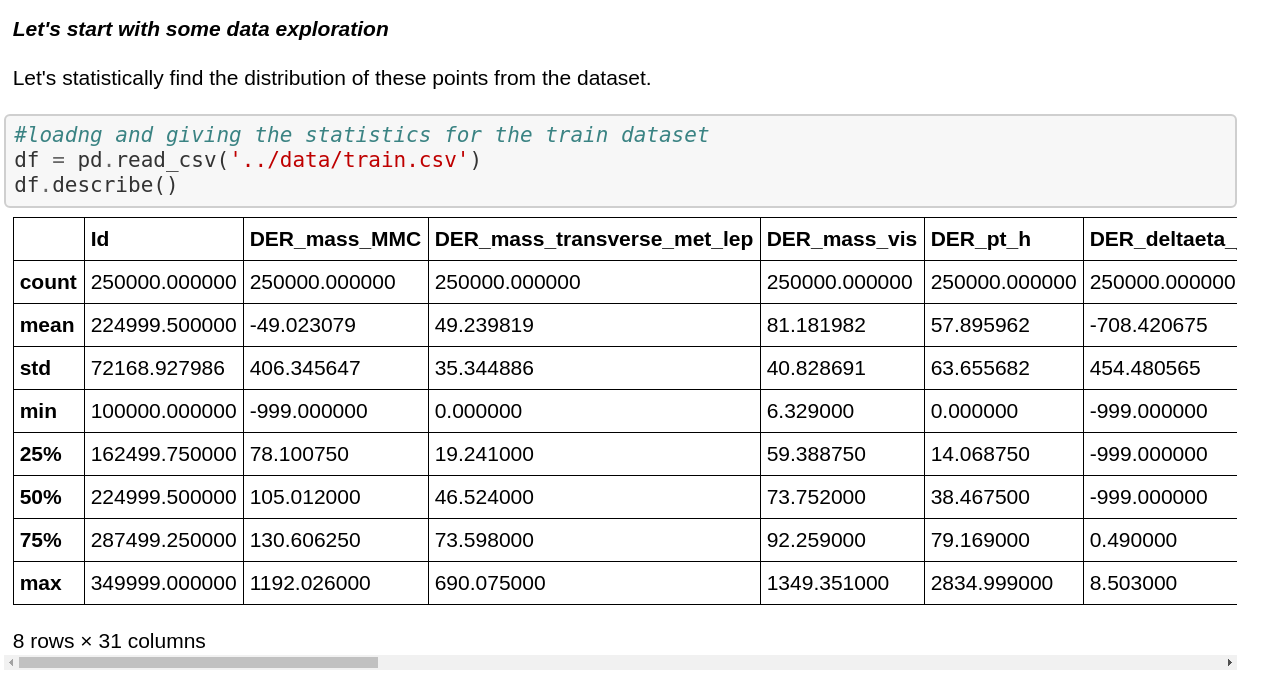 Let's start with some data exploration
Let's statistically find the distribution of these points from the dataset.
#loadng and giving the statistics for the train dataset
df = pd.read_csv('../data/train.csv')
df.describe()
Id DER_mass_MMC DER_mass_transverse_met_lep DER_mass_vis DER_pt_h DER_deltaeta_
count 250000.000000 250000.000000 250000.000000 250000.000000 250000.000000 250000.000000
mean 224999.500000 -49.023079 49.239819 81.181982 57.895962 -708.420675
std 72168.927986 406.345647 35.344886 40.828691 63.655682 454.480565
min 100000.000000 -999.000000 0.000000 6.329000 0.000000 -999.000000
25% 162499.750000 78.100750 19.241000 59.388750 14.068750 -999.000000
50% 224999.500000 105.012000 46.524000 73.752000 38.467500 -999.000000
75% 287499.250000 130.606250 73.598000 92.259000 79.169000 0.490000
max 349999.000000 1192.026000 690.075000 1349.351000 2834.999000 8.503000
8 rows × 31 columns